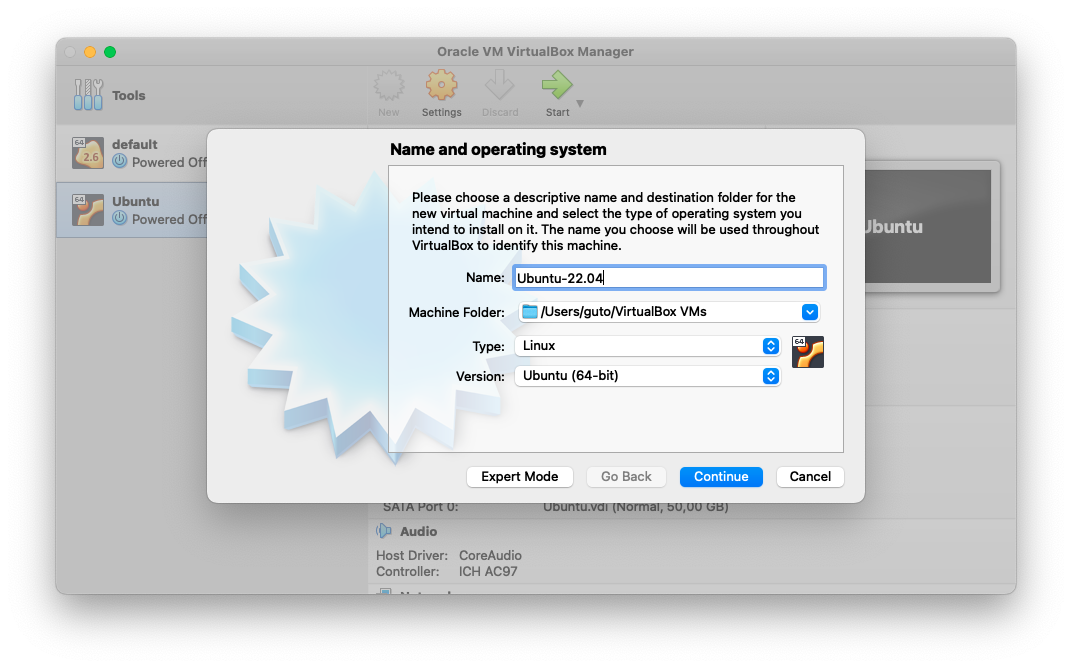 Oracle VM VirtualBox Manager
Tools
New
Settings
Discard
Start
64
2.6
default
Powered Off
64
Ubuntu
Powered Off
Ubuntu
Name and operating system
Please choose a descriptive name and destination folder for the
new virtual machine and select the type of operating system you
intend to install on it. The name you choose will be used throughout
VirtualBox to identify this machine.
Name: Ubuntu-22.04
Machine Folder: /Users/guto/VirtualBox VMs
Type: Linux
64
Version: Ubuntu (64-bit)
Expert Mode
Go Back
Continue
Cancel
SATA Port 0: Ubuntu.vdi (Normal, 50,00 GB)
Audio
Host Driver: CoreAudio
Controller: ICH AC97